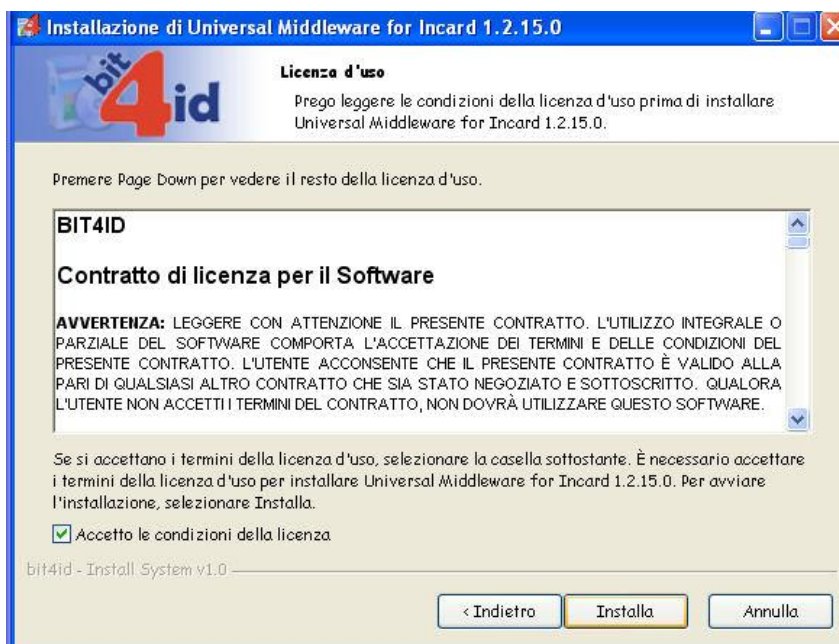 Installazione di Universal Middleware for Incard 1.2.15.0
bit
4id
Licenza d'uso
Prego leggere le condizioni della licenza d'uso prima di installare
Universal Middleware for Incard 1.2.15.0.
Premere Page Down per vedere il resto della licenza d'uso.
BIT4ID
Contratto di licenza per il Software
AVVERTENZA: LEGGERE CON ATTENZIONE IL PRESENTE CONTRATTO. L'UTILIZZO INTEGRALE O
PARZIALE DEL SOFTWARE COMPORTA L'ACCETTAZIONE DEI TERMINI E DELLE CONDIZIONI DEL
PRESENTE CONTRATTO. L'UTENTE ACCONSENTE CHE IL PRESENTE CONTRATTO È VALIDO ALLA
PARI DI QUALSIASI ALTRO CONTRATTO CHE SIA STATO NEGOZIATO E SOTTOSCRITTO. QUALORA
L'UTENTE NON ACCETTI I TERMINI DEL CONTRATTO, NON DOVRÀ UTILIZZARE QUESTO SOFTWARE.
Se si accettano i termini della licenza d'uso, selezionare la casella sottostante. È necessario accettare
i termini della licenza d'uso per installare Universal Middleware for Incard 1.2.15.0. Per avviare
l'installazione, selezionare Installa.
Accetto le condizioni della licenza
bit4id - Install System v1.0
< Indietro
Installa
Annulla